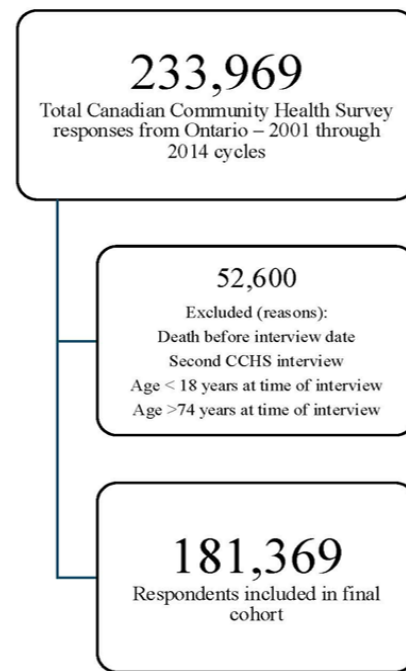 233,969
Total Canadian Community Health Survey
responses from Ontario – 2001 through
2014 cycles
52,600
Excluded (reasons):
Death before interview date
Second CCHS interview
Age < 18 years at time of interview
Age >74 years at time of interview
181,369
Respondents included in final
cohort